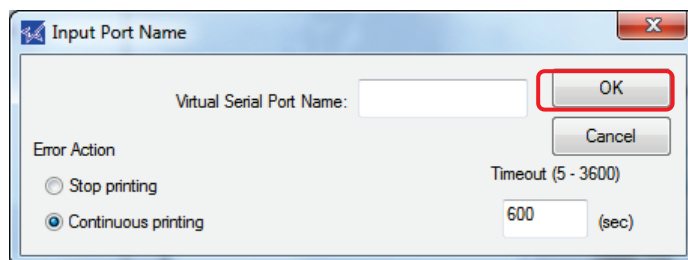 Input Port Name
Virtual Serial Port Name:
OK
Cancel
Error Action
Timeout (5 - 3600)
Stop printing
Continuous printing
600
(sec)